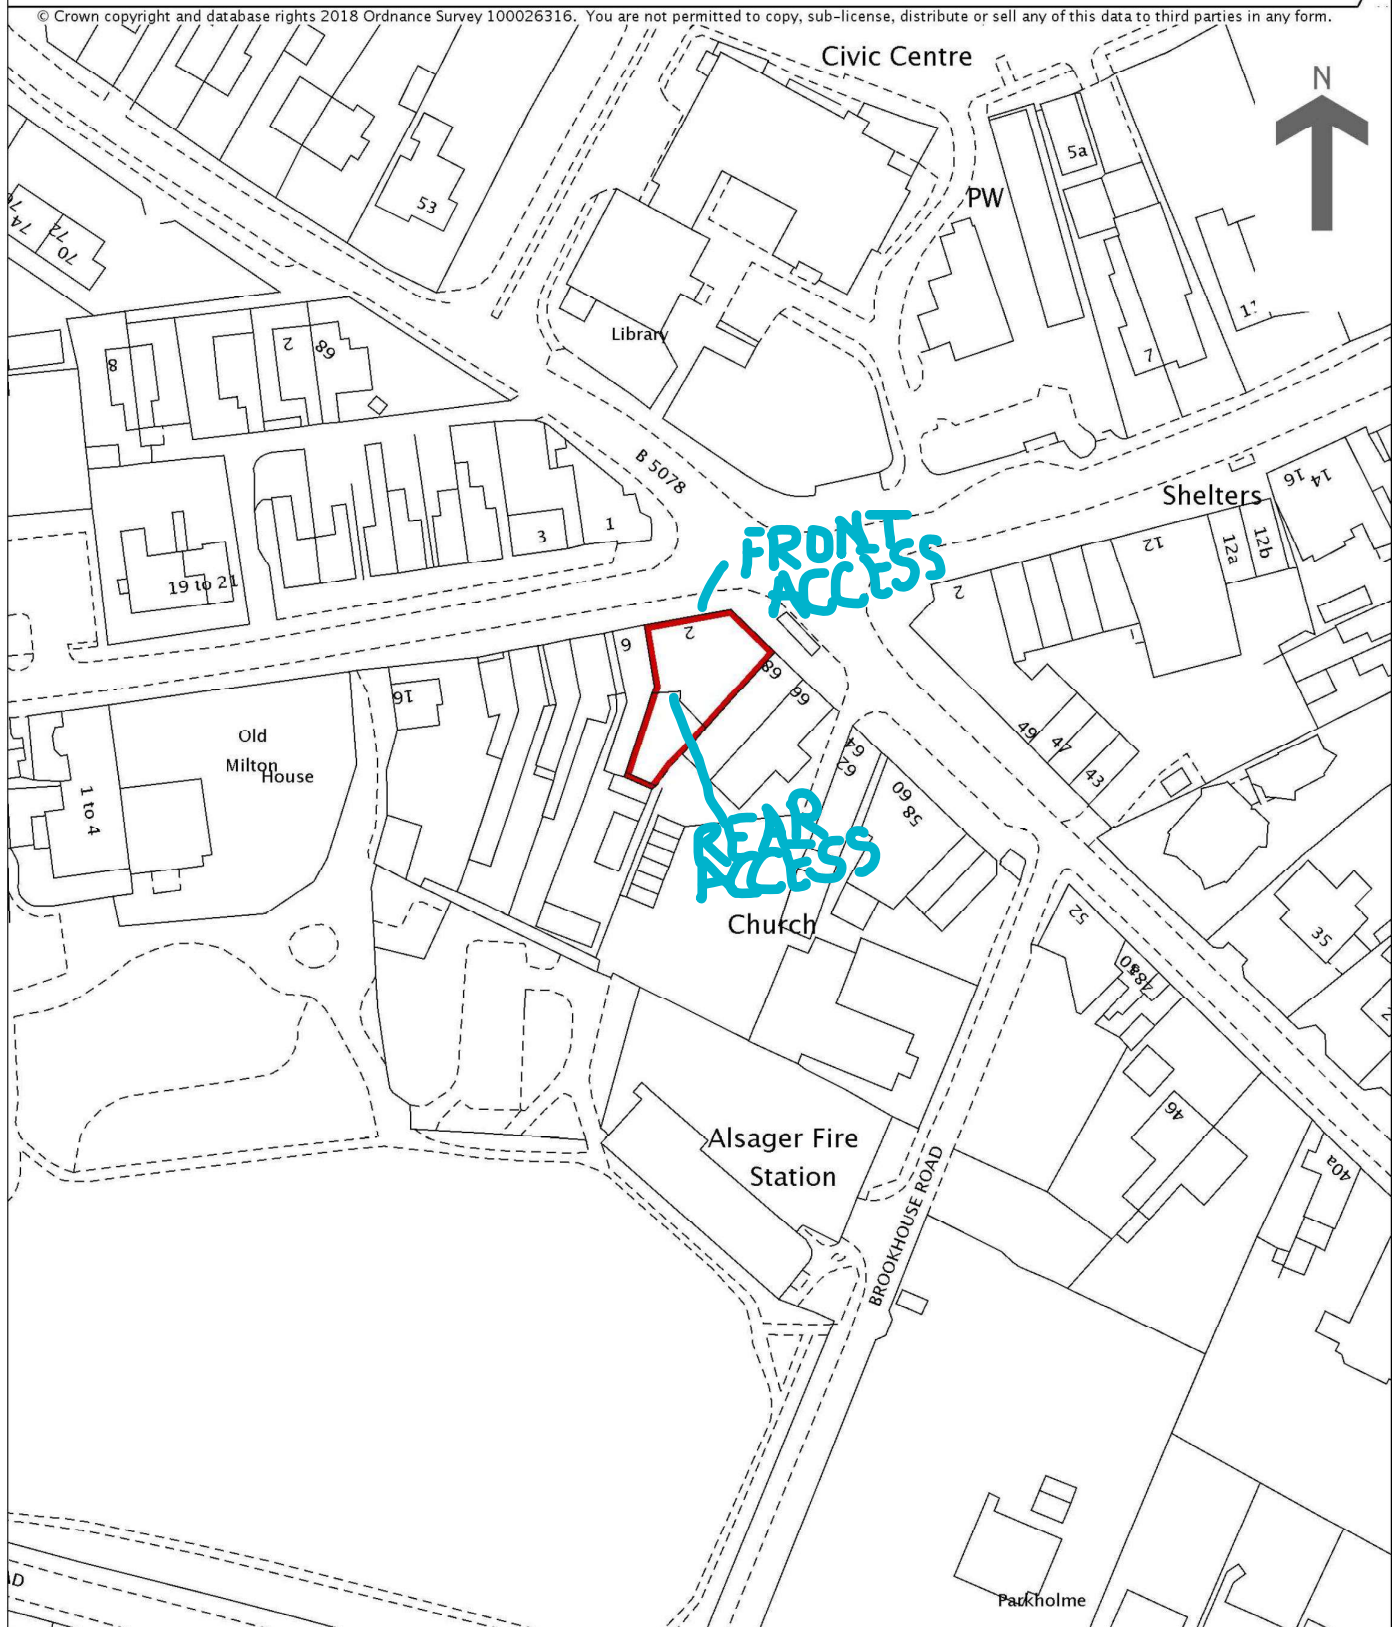 © Crown copyright and database rights 2018 Ordnance Survey 100026316. You are not permitted to copy, sub-license, distribute or sell any of this data to third parties in any form.
Civic Centre
N
5a
PW
53
74
72
70
Library
7
8
2
68
B 5078
Shelters
16
14
1
3
12
12a
12b
FRONT
ACCESS
19 to 21
2
2
6
68
66
16
Old
Milton
House
49
47
43
64
62
60
58
1 to 4
REAR
ACCESS
Church
52
35
50
48
46
Alsager Fire
Station
40a
BROOKHOUSE ROAD
Parkholme